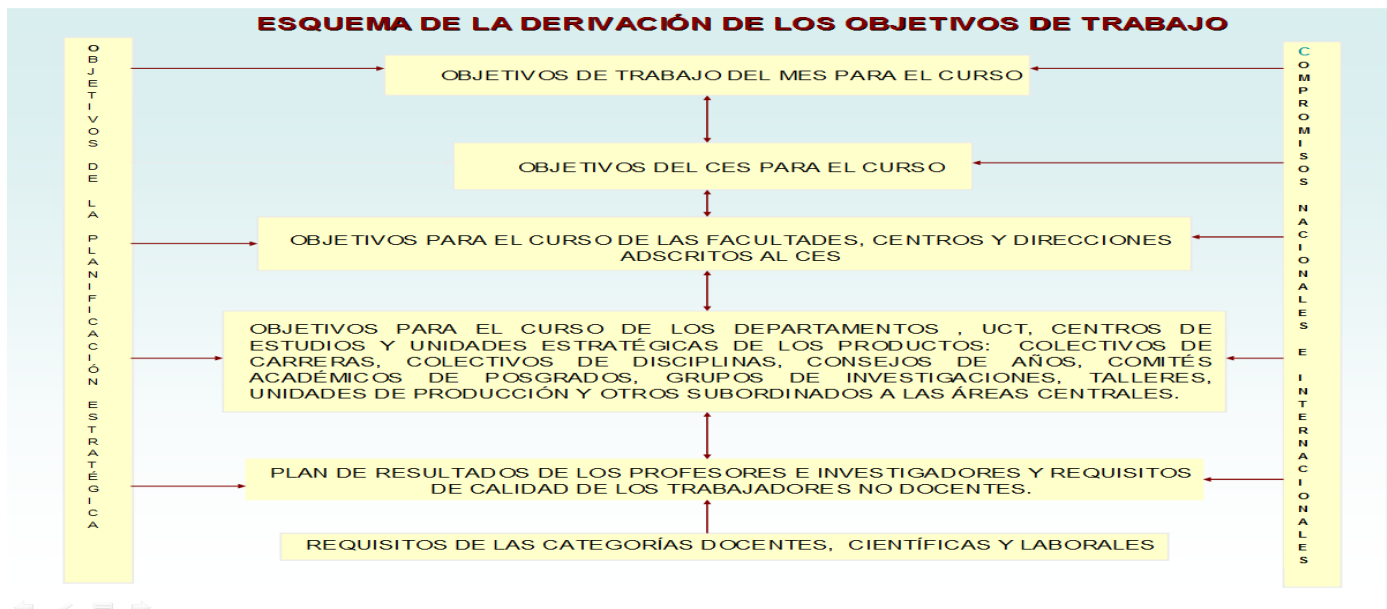 ESQUEMA DE LA DERIVACIÓN DE LOS OBJETIVOS DE TRABAJO
OBJETIVOS DE LA PLANIFICACIÓN ESTRATÉGICA
OBJETIVOS DE TRABAJO DEL MES PARA EL CURSO
OBJETIVOS DEL CES PARA EL CURSO
OBJETIVOS PARA EL CURSO DE LAS FACULTADES, CENTROS Y DIRECCIONES
ADSCRITOS AL CES
OBJETIVOS PARA EL CURSO DE LOS DEPARTAMENTOS , UCT, CENTROS DE
ESTUDIOS Y UNIDADES ESTRATÉGICAS DE LOS PRODUCTOS: COLECTIVOS DE
CARRERAS, COLECTIVOS DE DISCIPLINAS, CONSEJOS DE AÑOS, COMITÉS
ACADÉMICOS DE POSGRADOS, GRUPOS DE INVESTIGACIONES, TALLERES,
UNIDADES DE PRODUCCIÓN Y OTROS SUBORDINADOS A LAS ÁREAS CENTRALES.
PLAN DE RESULTADOS DE LOS PROFESORES E INVESTIGADORES Y REQUISITOS
DE CALIDAD DE LOS TRABAJADORES NO DOCENTES.
REQUISITOS DE LAS CATEGORÍAS DOCENTES, CIENTÍFICAS Y LABORALES
COMPROMISOS NACIONALES E INTERNACIONALES